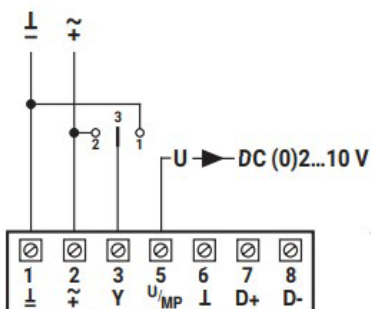 ⊥ ~
– +
3
2 1
U DC (0)2...10 V
1 2 3 5 6 7 8
⊥ ~ Y U/MP ⊥ D+ D-
– +